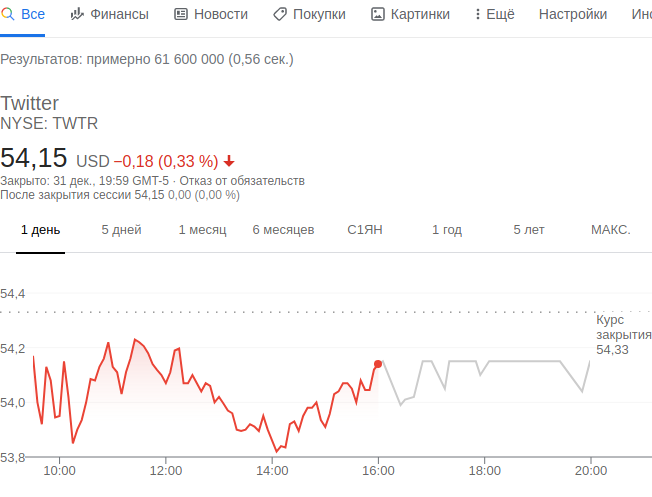 Все Финансы Новости Покупки Картинки Ещё Настройки Инс
Результатов: примерно 61 600 000 (0,56 сек.)
Twitter
NYSE: TWTR
54,15 USD −0,18 (0,33 %)
Закрыто: 31 дек., 19:59 GMT-5 · Отказ от обязательств
После закрытия сессии 54,15 0,00 (0,00 %)
1 день 5 дней 1 месяц 6 месяцев С1ЯН 1 год 5 лет МАКС.
54,4
Курс
закрытия
54,33
54,2
54,0
53,8
10:00 12:00 14:00 16:00 18:00 20:00